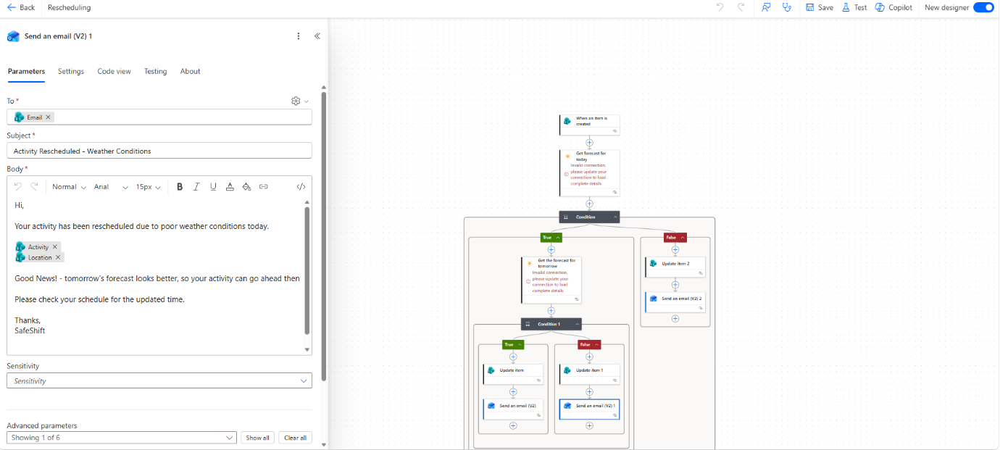 Back
Rescheduling
Save
Test
Copilot
New designer
Send an email (V2) 1
Parameters
Settings
Code view
Testing
About
To *
Email
Subject *
Activity Rescheduled - Weather Conditions
Body *
Normal
Arial
15px
B
I
U
A
</>
Hi,
Your activity has been rescheduled due to poor weather conditions today.
Activity
Location
Good News! - tomorrow's forecast looks better, so your activity can go ahead then
Please check your schedule for the updated time.
Thanks,
SafeShift
Sensitivity
Sensitivity
Advanced parameters
Showing 1 of 6
Show all
Clear all
When an item is
created
Get forecast for
today
Invalid connection,
please update your
connection to load
complete details
Condition
True
False
Get the forecast for
tomorrow
Invalid connection,
please update your
connection to load
complete details
Update item 2
Send an email (V2) 2
Condition 1
True
False
Update item
Update item 1
Send an email (V2)
Send an email (V2) 1